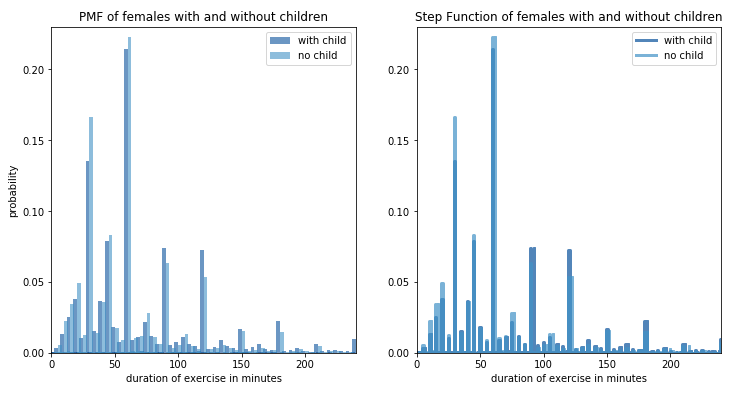 PMF of females with and without children
with child
no child
0.20
0.15
0.10
0.05
0.00
probability
0
50
100
150
200
duration of exercise in minutes
Step Function of females with and without children
with child
no child
0.20
0.15
0.10
0.05
0.00
0
50
100
150
200
duration of exercise in minutes